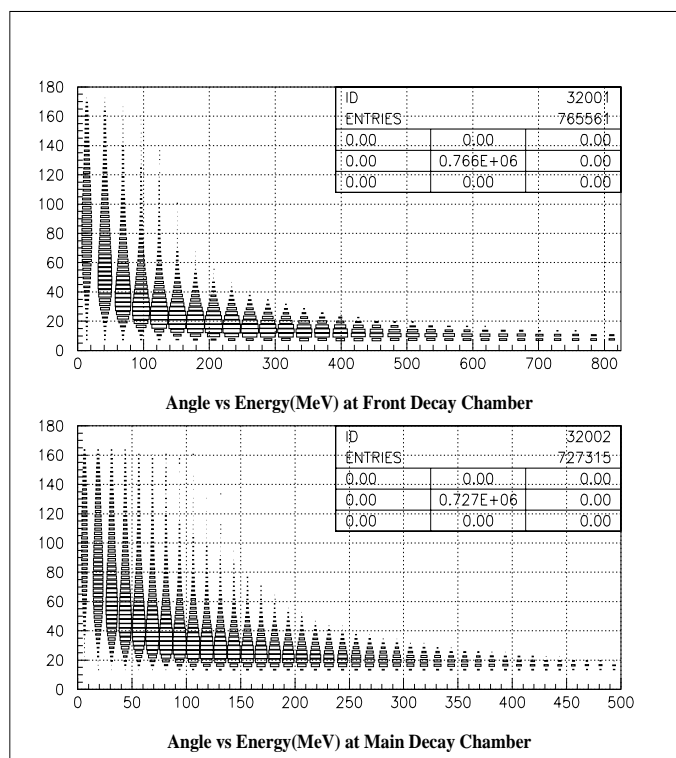 180
160
140
120
100
80
60
40
20
0
ID 32001
ENTRIES 765561
0.00 0.00 0.00
0.00 0.766E+06 0.00
0.00 0.00 0.00
0 100 200 300 400 500 600 700 800
Angle vs Energy(MeV) at Front Decay Chamber
180
160
140
120
100
80
60
40
20
0
ID 32002
ENTRIES 727315
0.00 0.00 0.00
0.00 0.727E+06 0.00
0.00 0.00 0.00
0 50 100 150 200 250 300 350 400 450 500
Angle vs Energy(MeV) at Main Decay Chamber